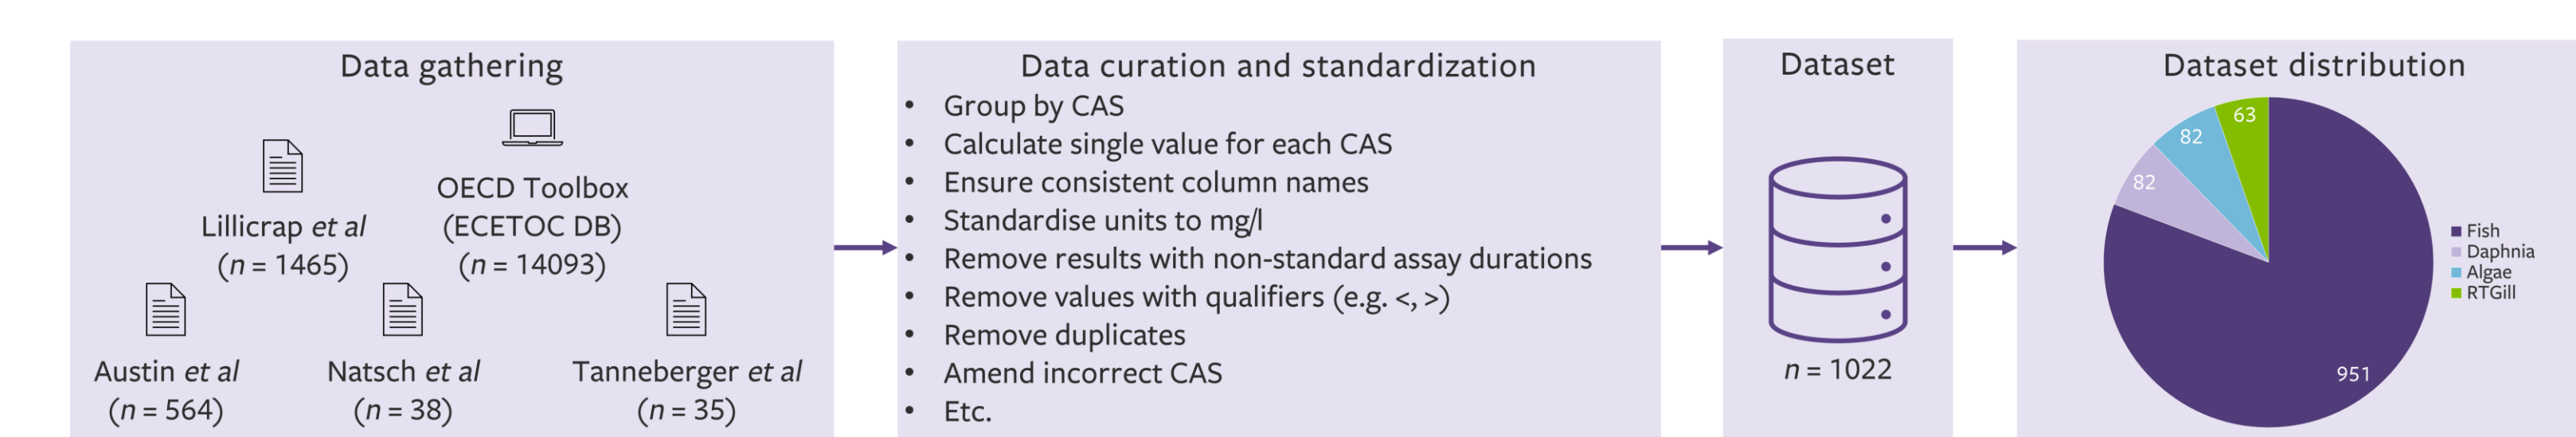 Data gathering
Lillicrap et al
(n = 1465)
OECD Toolbox
(ECETOC DB)
(n = 14093)
Austin et al
(n = 564)
Natsch et al
(n = 38)
Tanneberger et al
(n = 35)
Data curation and standardization
• Group by CAS
• Calculate single value for each CAS
• Ensure consistent column names
• Standardise units to mg/l
• Remove results with non-standard assay durations
• Remove values with qualifiers (e.g. <, >)
• Remove duplicates
• Amend incorrect CAS
• Etc.
Dataset
n = 1022
Dataset distribution
63
82
82
951
Fish
Daphnia
Algae
RTGill